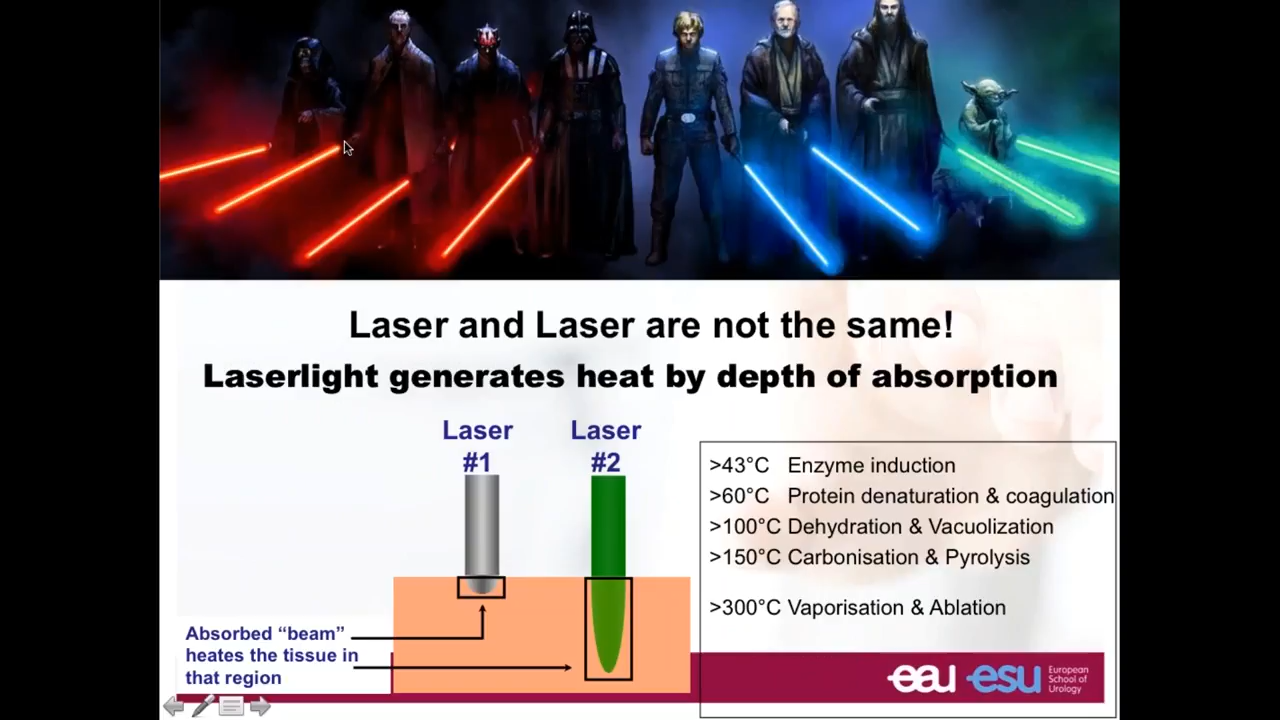 Laser and Laser are not the same!
Laserlight generates heat by depth of absorption
Laser
#1
Laser
#2
Absorbed “beam”
heates the tissue in
that region
>43°C Enzyme induction
>60°C Protein denaturation & coagulation
>100°C Dehydration & Vacuolization
>150°C Carbonisation & Pyrolysis
>300°C Vaporisation & Ablation
eau esu European
School of
Urology